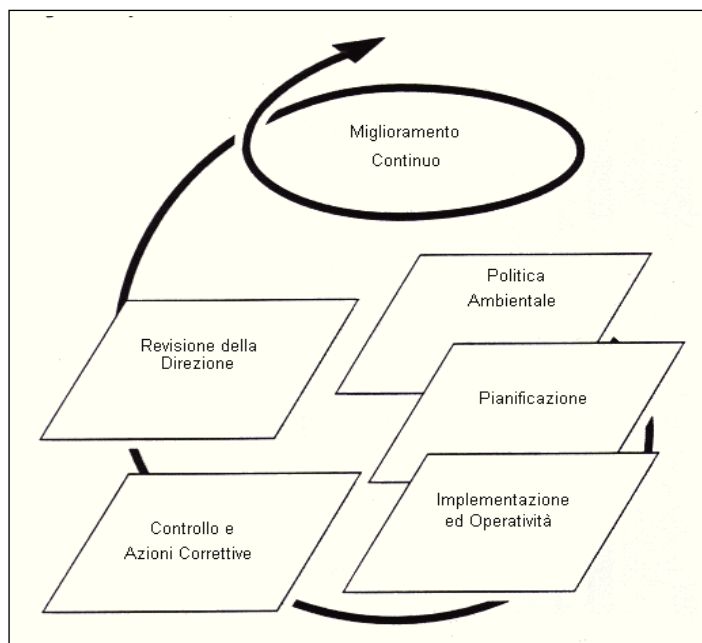 Miglioramento
Continuo
Politica
Ambientale
Revisione della
Direzione
Pianificazione
Implementazione
ed Operatività
Controllo e
Azioni Correttive